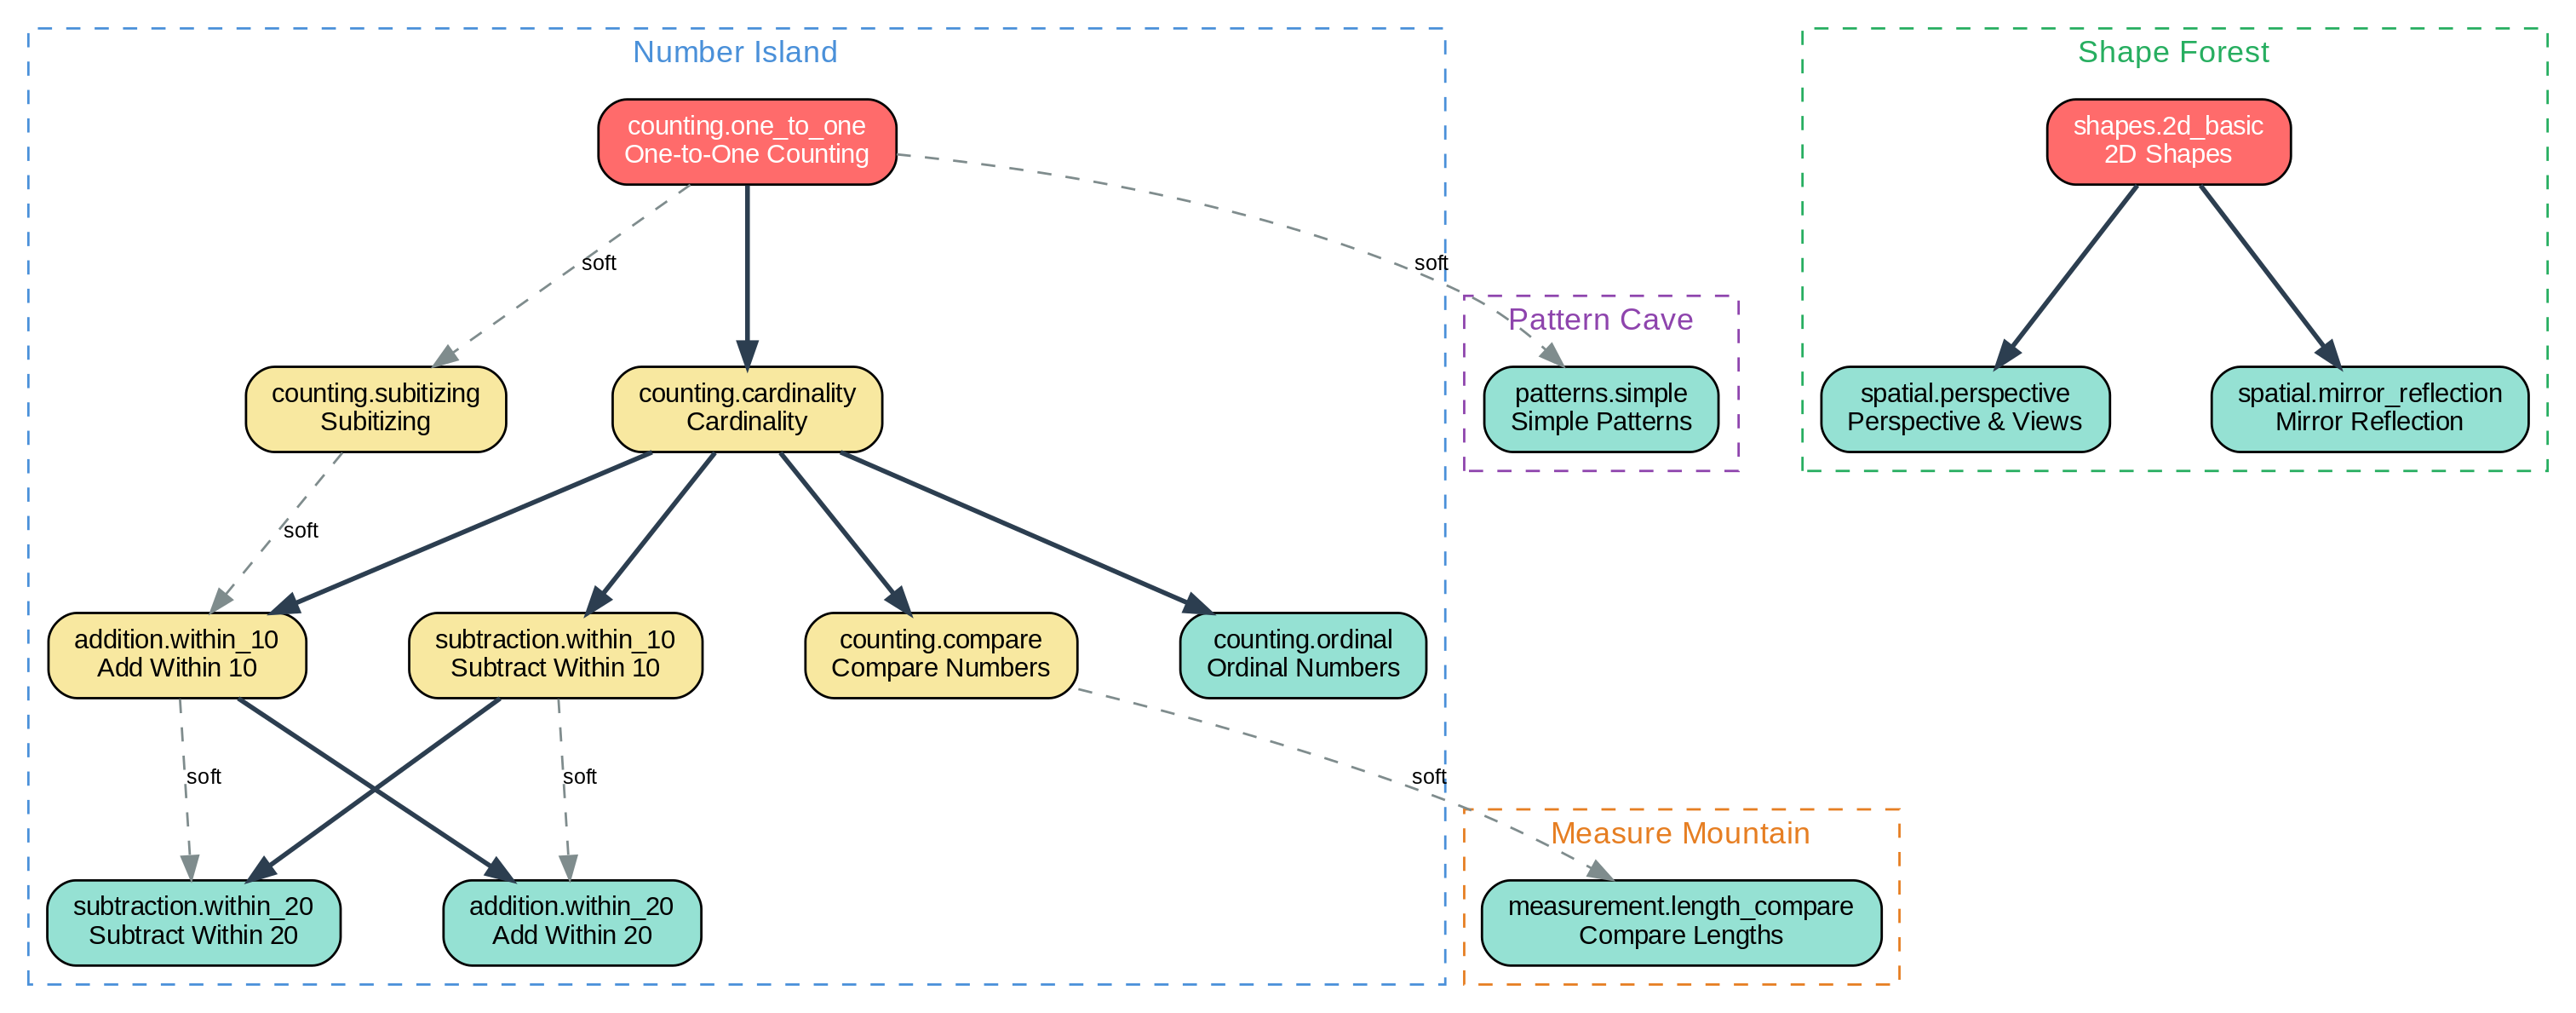 Number Island
Shape Forest
counting.one_to_one
One-to-One Counting
shapes.2d_basic
2D Shapes
soft
soft
Pattern Cave
counting.subitizing
Subitizing
counting.cardinality
Cardinality
patterns.simple
Simple Patterns
spatial.perspective
Perspective & Views
spatial.mirror_reflection
Mirror Reflection
soft
addition.within_10
Add Within 10
subtraction.within_10
Subtract Within 10
counting.compare
Compare Numbers
counting.ordinal
Ordinal Numbers
soft
soft
soft
Measure Mountain
subtraction.within_20
Subtract Within 20
addition.within_20
Add Within 20
measurement.length_compare
Compare Lengths